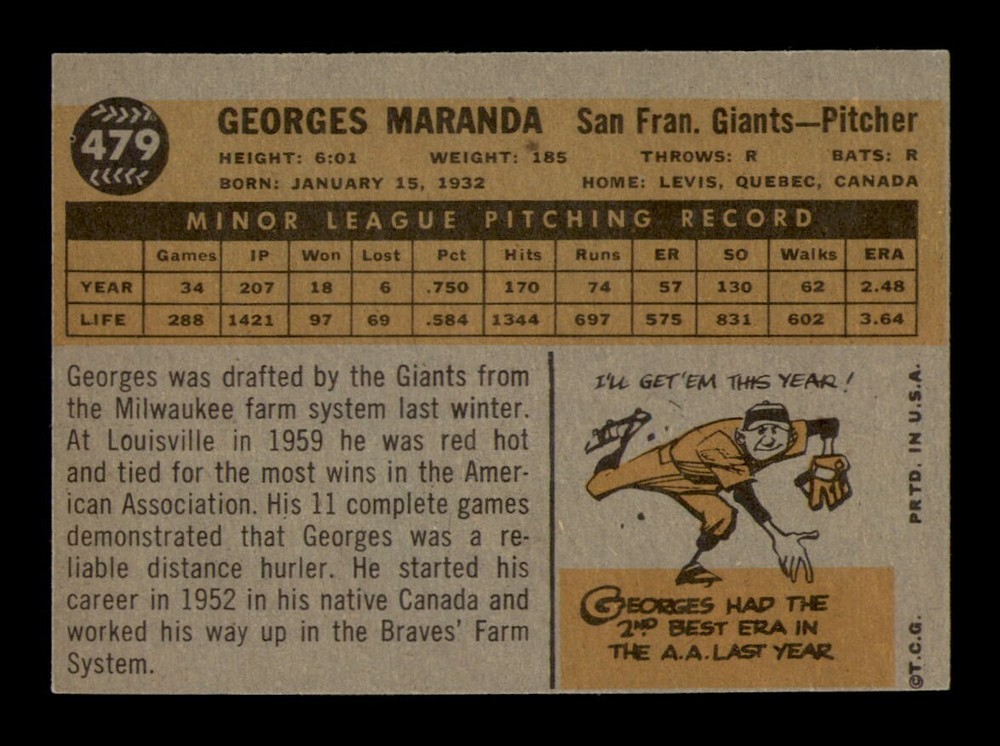 479
GEORGES MARANDA San Fran. Giants—Pitcher
HEIGHT: 6:01 WEIGHT: 185 THROWS: R BATS: R
BORN: JANUARY 15, 1932 HOME: LEVIS, QUEBEC, CANADA
MINOR LEAGUE PITCHING RECORD
Games IP Won Lost Pct Hits Runs ER SO Walks ERA
YEAR 34 207 18 6 .750 170 74 57 130 62 2.48
LIFE 288 1421 97 69 .584 1344 697 575 831 602 3.64
Georges was drafted by the Giants from
the Milwaukee farm system last winter.
At Louisville in 1959 he was red hot
and tied for the most wins in the Amer-
ican Association. His 11 complete games
demonstrated that Georges was a re-
liable distance hurler. He started his
career in 1952 in his native Canada and
worked his way up in the Braves' Farm
System.
I'LL GET 'EM THIS YEAR!
GEORGES HAD THE
2ND BEST ERA IN
THE A.A. LAST YEAR
©T.C.G. PRTD. IN U.S.A.